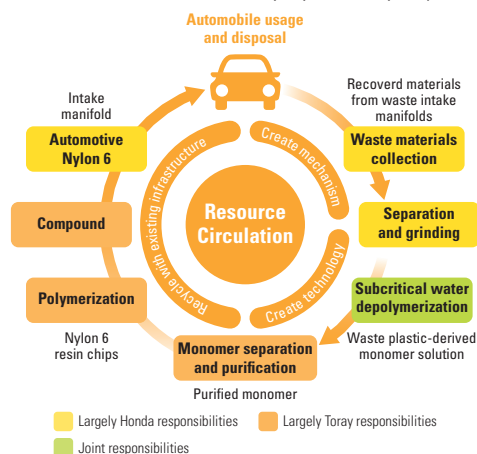 Automobile usage
and disposal
Recoverd materials
from waste intake
manifolds
Waste materials
collection
Separation
and grinding
Subcritical water
depolymerization
Waste plastic-derived
monomer solution
Monomer separation
and purification
Purified monomer
Polymerization
Nylon 6
resin chips
Compound
Intake
manifold
Automotive
Nylon 6
Create mechanism
Create technology
Recycle with existing infrastructure
Resource
Circulation
Largely Honda responsibilities
Largely Toray responsibilities
Joint responsibilities